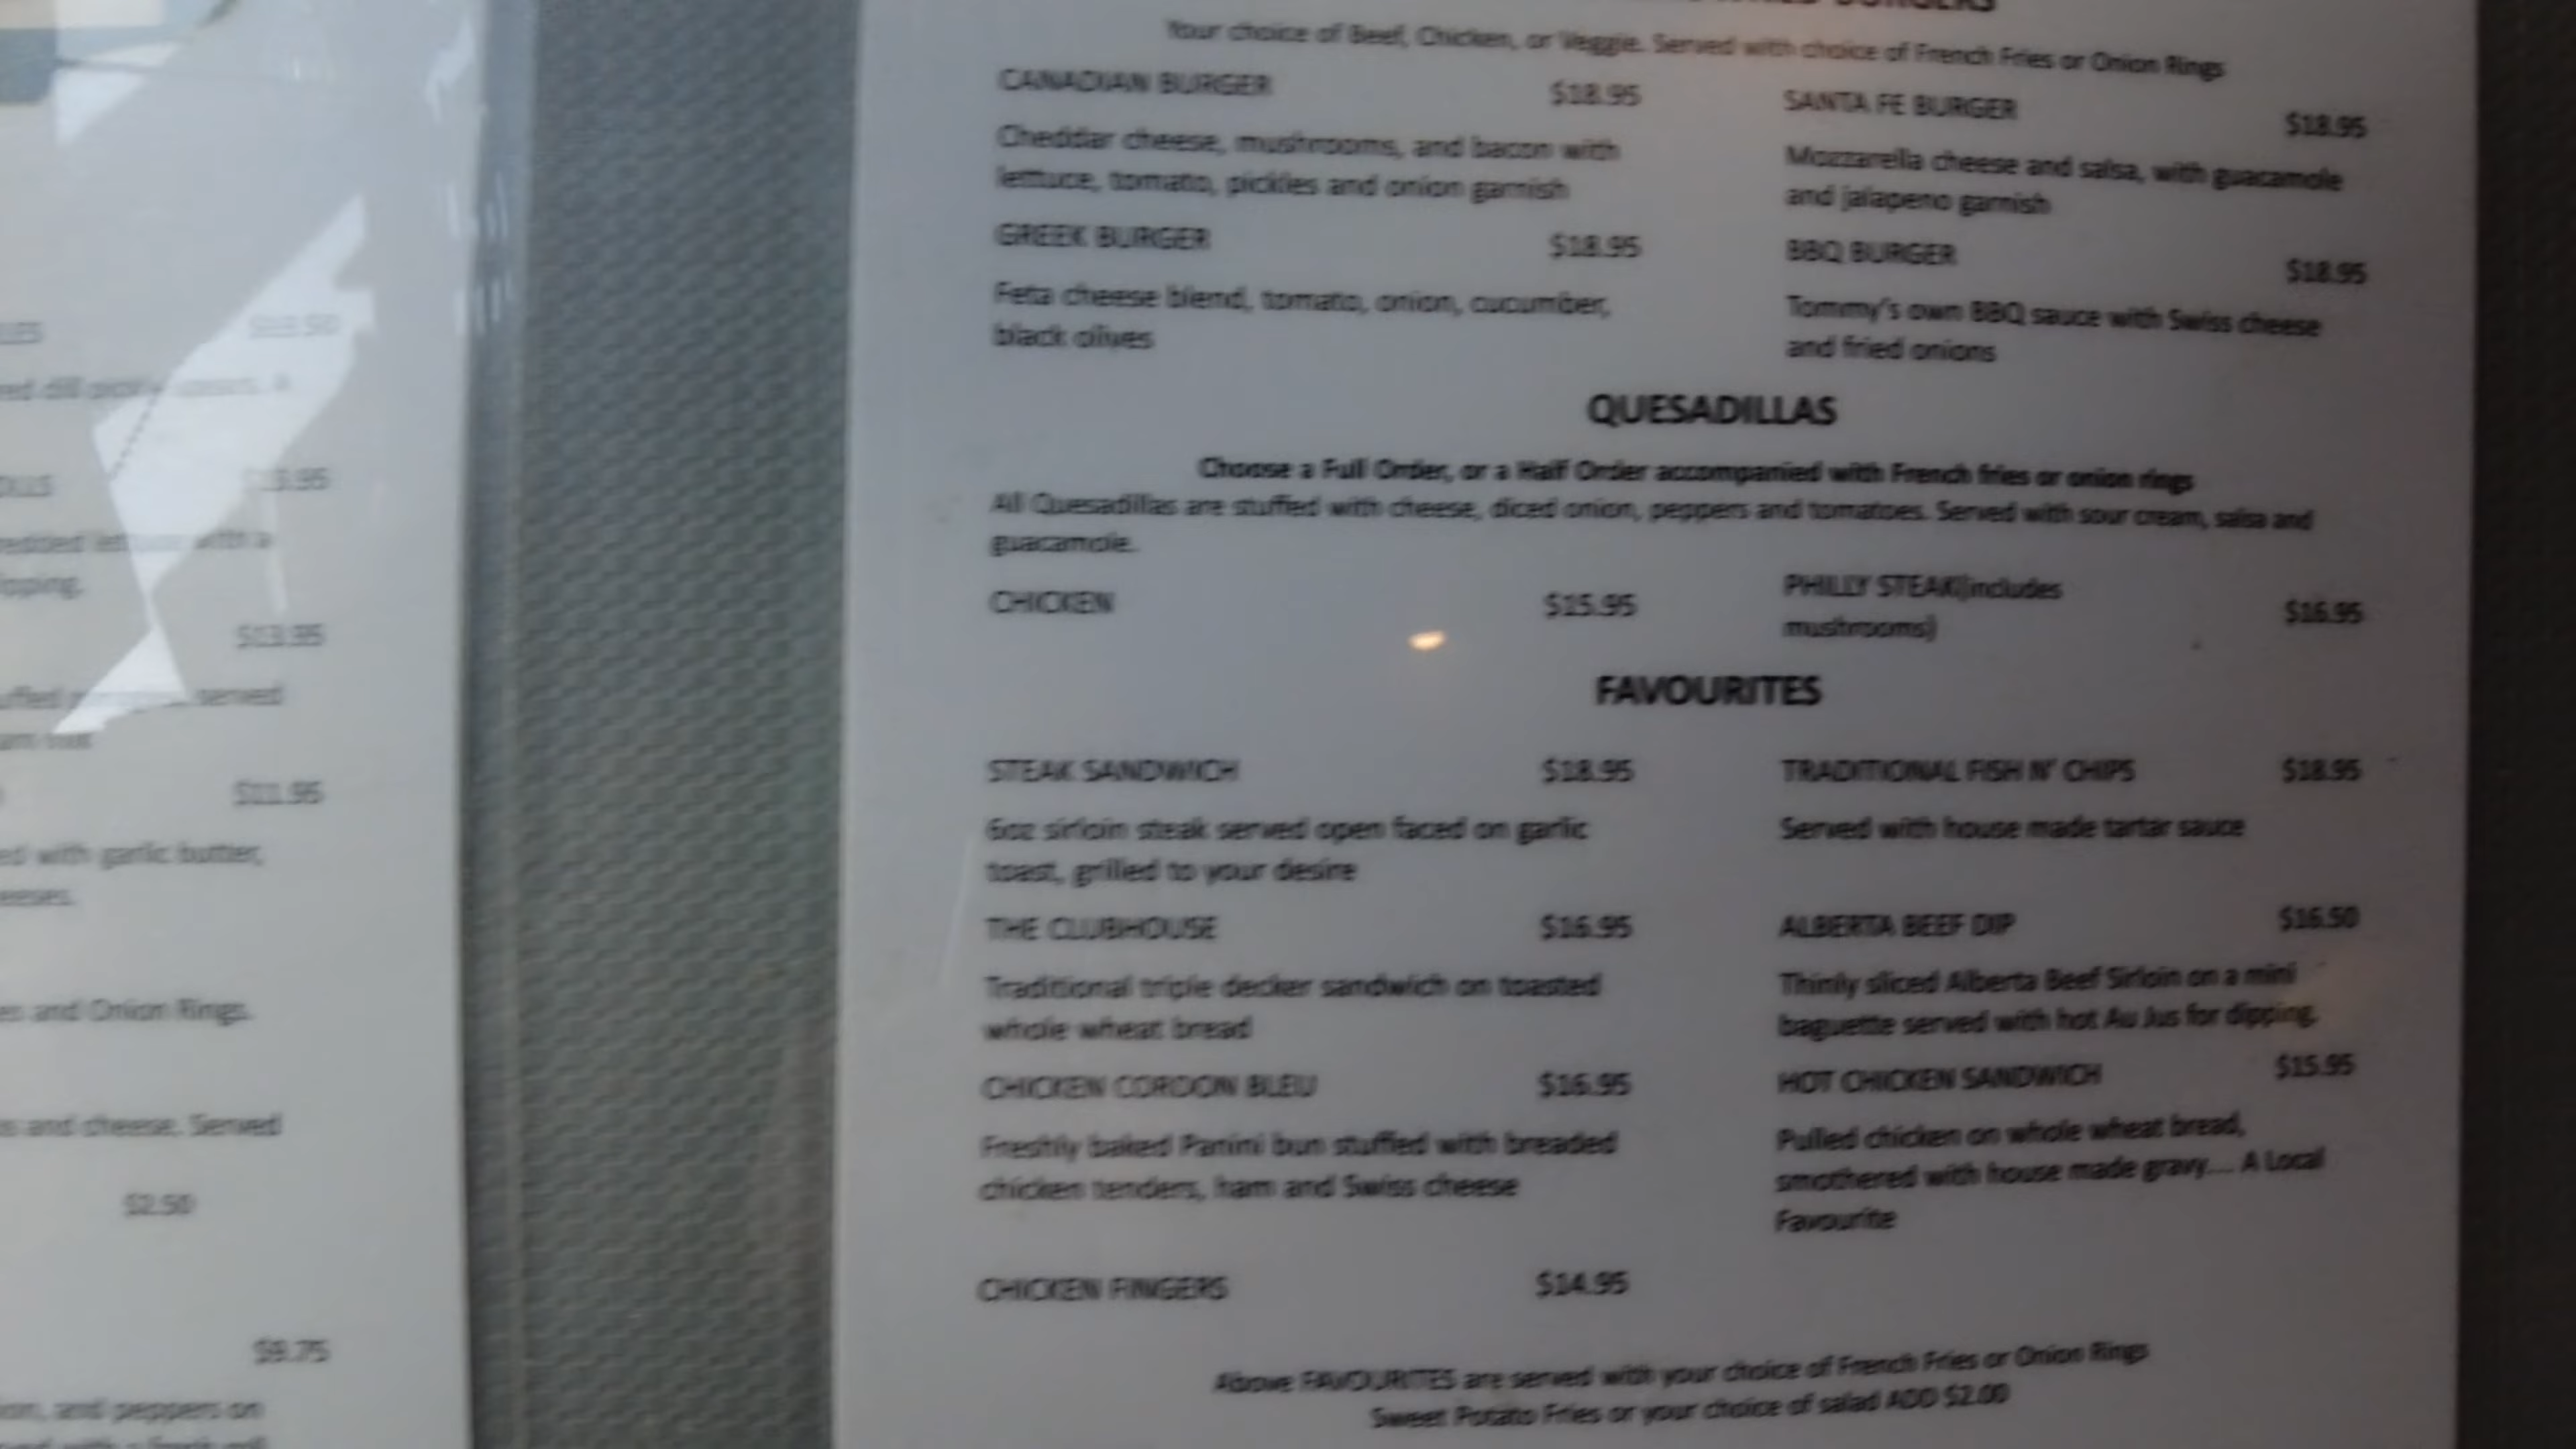 BURGERS
Your choice of Beef, Chicken, or Veggie. Served with choice of French Fries or Onion Rings
CANADIAN BURGER $18.95
Cheddar cheese, mushrooms, and bacon with
lettuce, tomato, pickles and onion garnish
GREEK BURGER $18.95
Feta cheese blend, tomato, onion, cucumber,
black olives
SANTA FE BURGER $18.95
Mozzarella cheese and salsa, with guacamole
and jalapeno garnish
BBQ BURGER $18.95
Tommy's own BBQ sauce with Swiss cheese
and fried onions
QUESADILLAS
Choose a Full Order, or a Half Order accompanied with French fries or onion rings
All Quesadillas are stuffed with cheese, diced onion, peppers and tomatoes. Served with sour cream, salsa and
guacamole.
CHICKEN $15.95
PHILLY STEAK(includes
mushrooms) $16.95
FAVOURITES
STEAK SANDWICH $18.95
6oz sirloin steak served open faced on garlic
toast, grilled to your desire
THE CLUBHOUSE $16.95
Traditional triple decker sandwich on toasted
whole wheat bread
CHICKEN CORDON BLEU $16.95
Freshly baked Panini bun stuffed with breaded
chicken tenders, ham and Swiss cheese
CHICKEN FINGERS $14.95
TRADITIONAL FISH N' CHIPS $18.95
Served with house made tartar sauce
ALBERTA BEEF DIP $16.50
Thinly sliced Alberta Beef Sirloin on a mini
baguette served with hot Au Jus for dipping.
HOT CHICKEN SANDWICH $15.95
Pulled chicken on whole wheat bread,
smothered with house made gravy.... A Local
Favourite
Above FAVOURITES are served with your choice of French Fries or Onion Rings
Sweet Potato Fries or your choice of salad ADD $2.00
dill
with a
$13.95
served
$11.95
with garlic butter,
and Onion Rings.
and cheese. Served
$2.50
$9.75
and peppers on